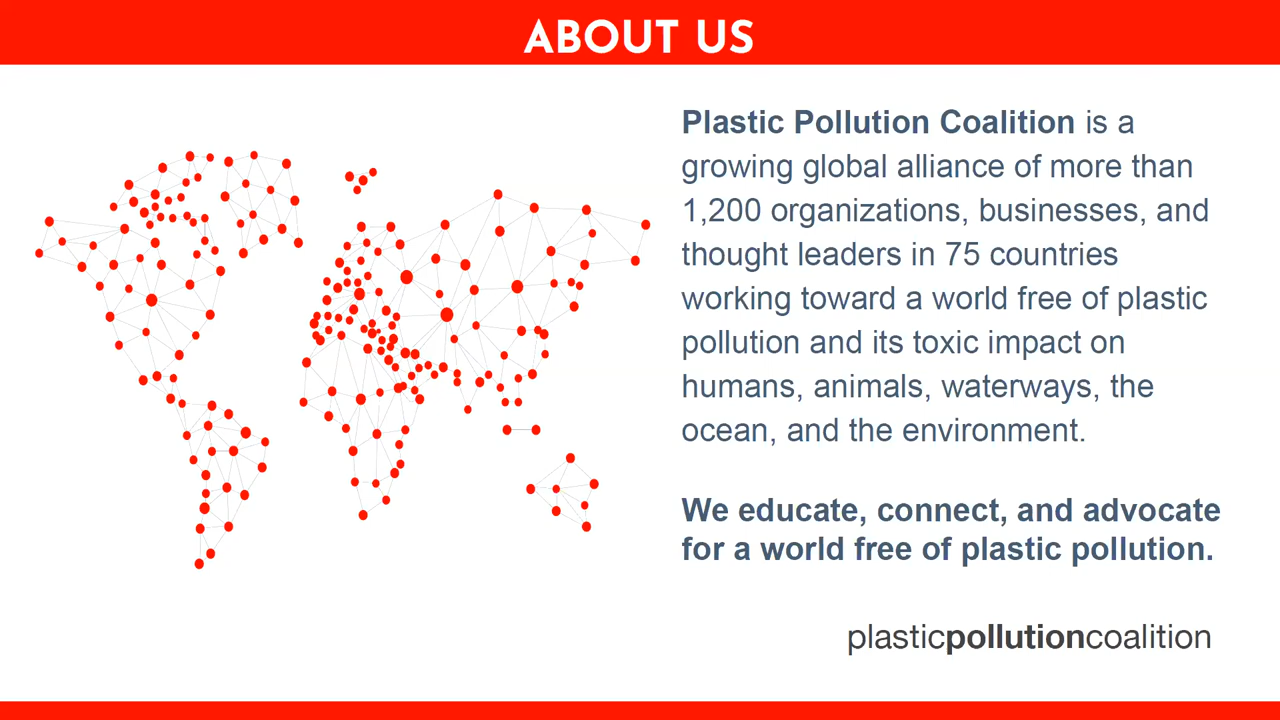 ABOUT US
Plastic Pollution Coalition is a
growing global alliance of more than
1,200 organizations, businesses, and
thought leaders in 75 countries
working toward a world free of plastic
pollution and its toxic impact on
humans, animals, waterways, the
ocean, and the environment.
We educate, connect, and advocate
for a world free of plastic pollution.
plasticpollutioncoalition